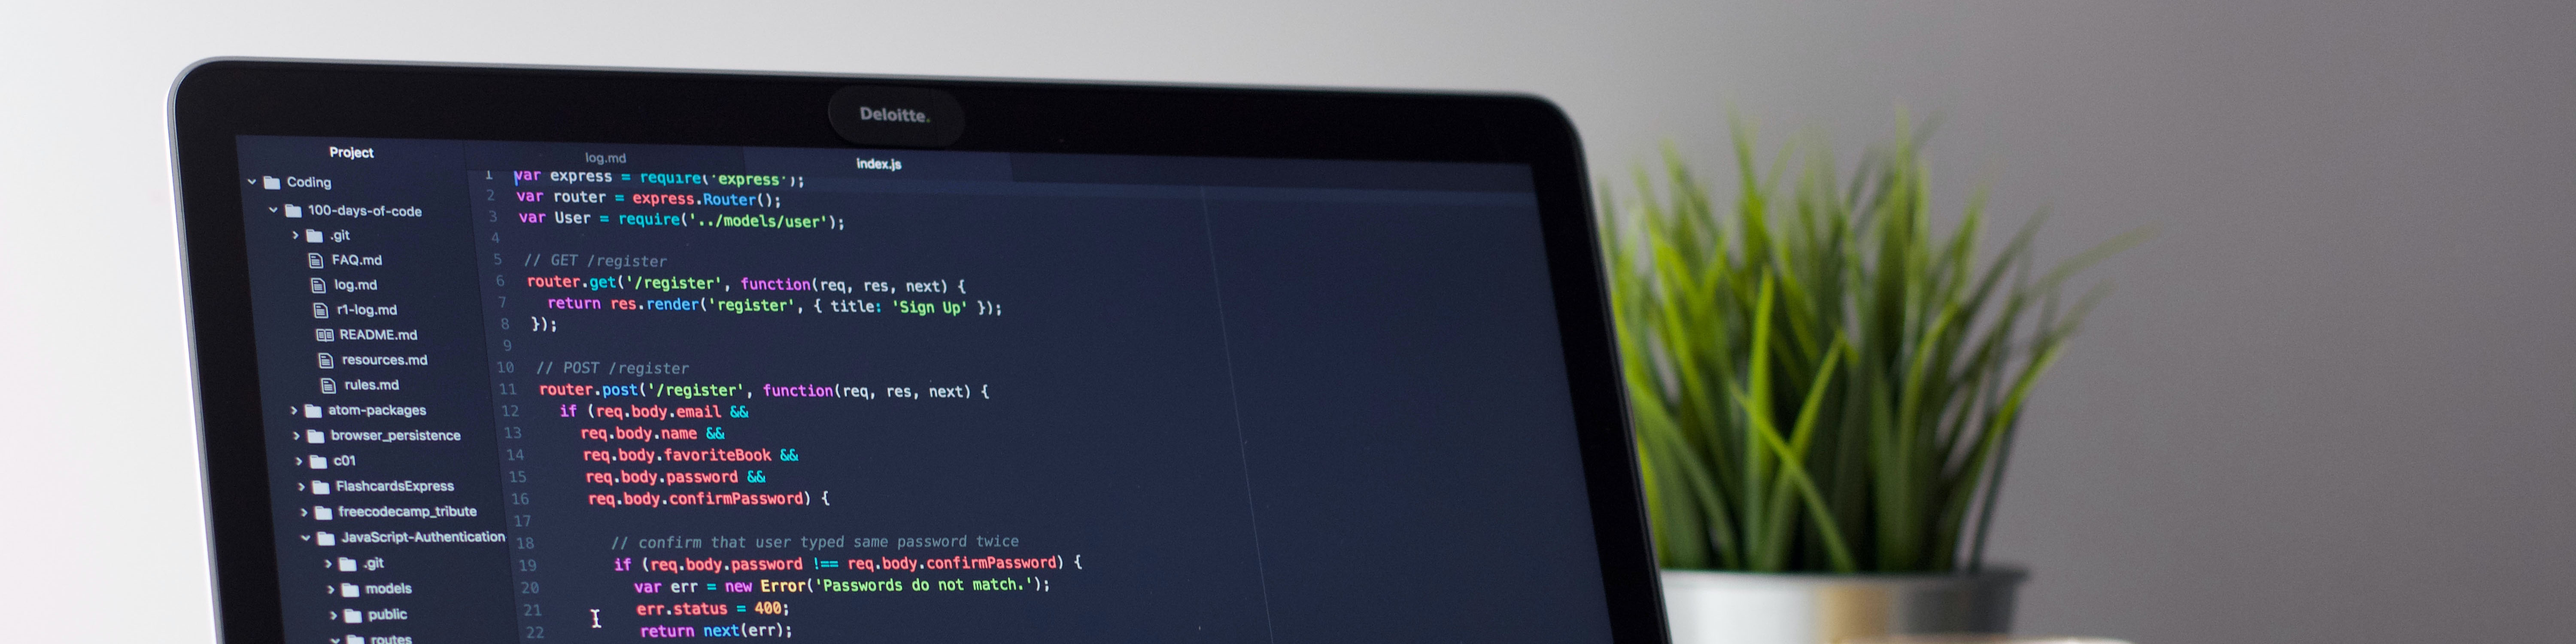 Deloitte.
Project
Coding
100-days-of-code
.git
FAQ.md
log.md
r1-log.md
README.md
resources.md
rules.md
atom-packages
browser_persistence
c01
FlashcardsExpress
freecodecamp_tribute
JavaScript-Authentication
.git
models
public
routes
log.md
index.js
1 var express = require('express');
2 var router = express.Router();
3 var User = require('../models/user');
4
5 // GET /register
6 router.get('/register', function(req, res, next) {
7 return res.render('register', { title: 'Sign Up' });
8 });
9
10 // POST /register
11 router.post('/register', function(req, res, next) {
12 if (req.body.email &&
13 req.body.name &&
14 req.body.favoriteBook &&
15 req.body.password &&
16 req.body.confirmPassword) {
17
18 // confirm that user typed same password twice
19 if (req.body.password !== req.body.confirmPassword) {
20 var err = new Error('Passwords do not match.');
21 err.status = 400;
22 return next(err);